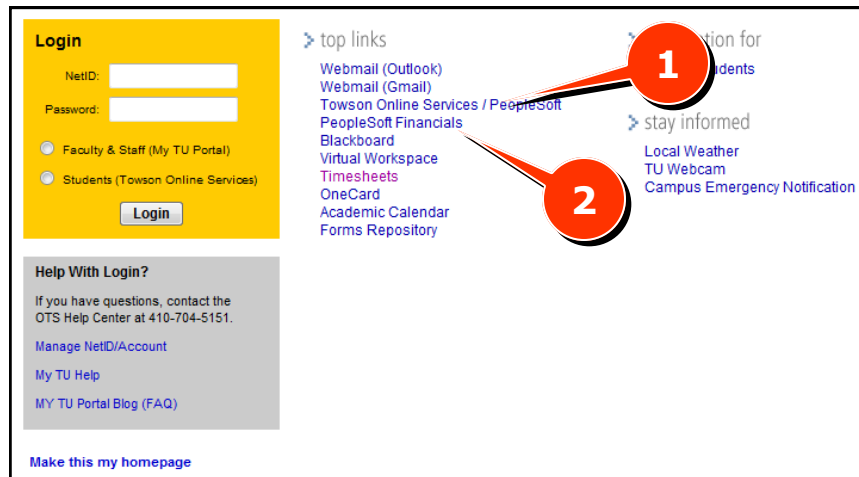 Login
NetID:
Password:
Faculty & Staff (My TU Portal)
Students (Towson Online Services)
Login
Help With Login?
If you have questions, contact the
OTS Help Center at 410-704-5151.
Manage NetID/Account
My TU Help
MY TU Portal Blog (FAQ)
Make this my homepage
top links
Webmail (Outlook)
Webmail (Gmail)
Towson Online Services / PeopleSoft
PeopleSoft Financials
Blackboard
Virtual Workspace
Timesheets
OneCard
Academic Calendar
Forms Repository
1
2
for
stay informed
Local Weather
TU Webcam
Campus Emergency Notification